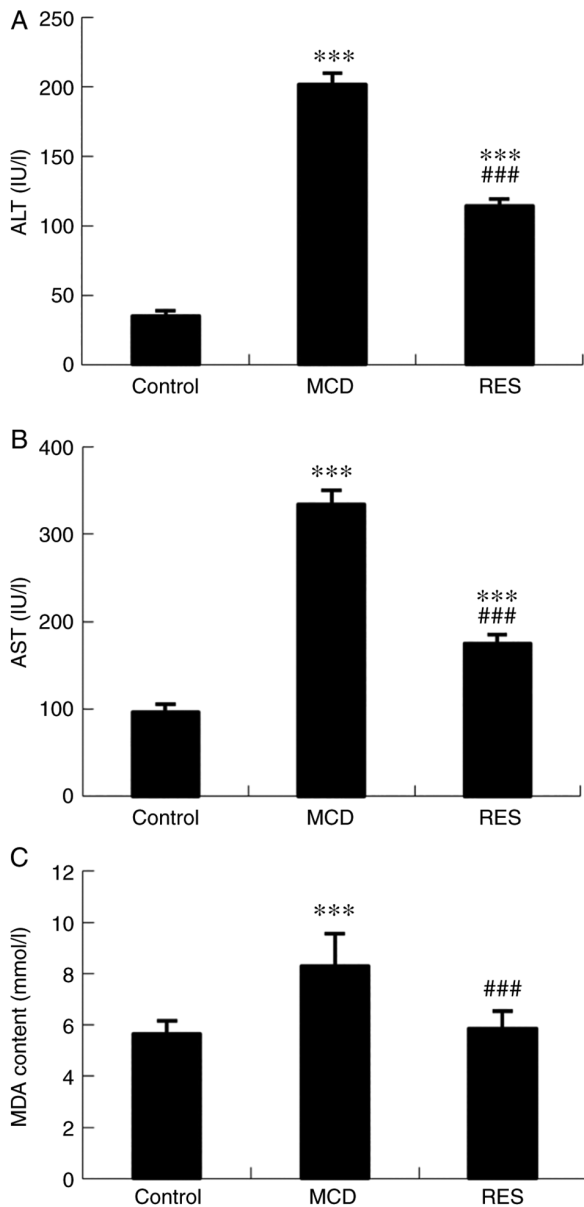 A
ALT (IU/l)
250
200
150
100
50
0
***
***
###
Control MCD RES
B
AST (IU/l)
400
300
200
100
0
***
***
###
Control MCD RES
C
MDA content (mmol/l)
12
10
8
6
4
2
0
***
###
Control MCD RES